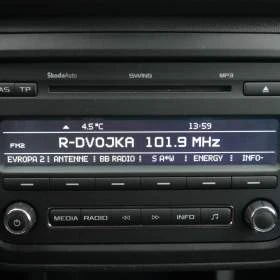 ŠkodaAuto SWING MP3
AS TP
4.5°C 13:59
FM2 R-DVOJKA 101.9 MHz
EVROPA 2 ANTENNE BB RADIO S A*W ENERGY INFO-
MEDIA RADIO INFO